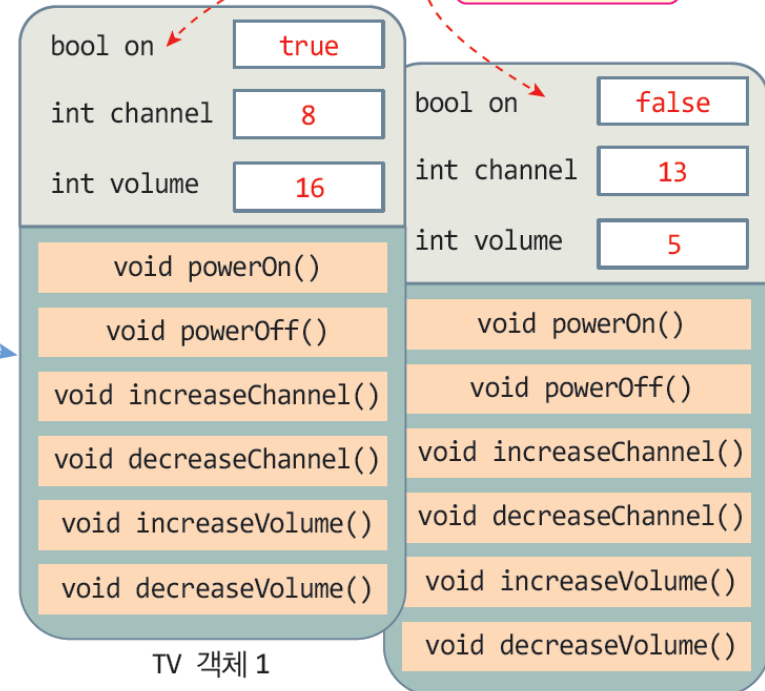 bool on
true
int channel
8
int volume
16
void powerOn()
void powerOff()
void increaseChannel()
void decreaseChannel()
void increaseVolume()
void decreaseVolume()
TV 객체 1
bool on
false
int channel
13
int volume
5
void powerOn()
void powerOff()
void increaseChannel()
void decreaseChannel()
void increaseVolume()
void decreaseVolume()